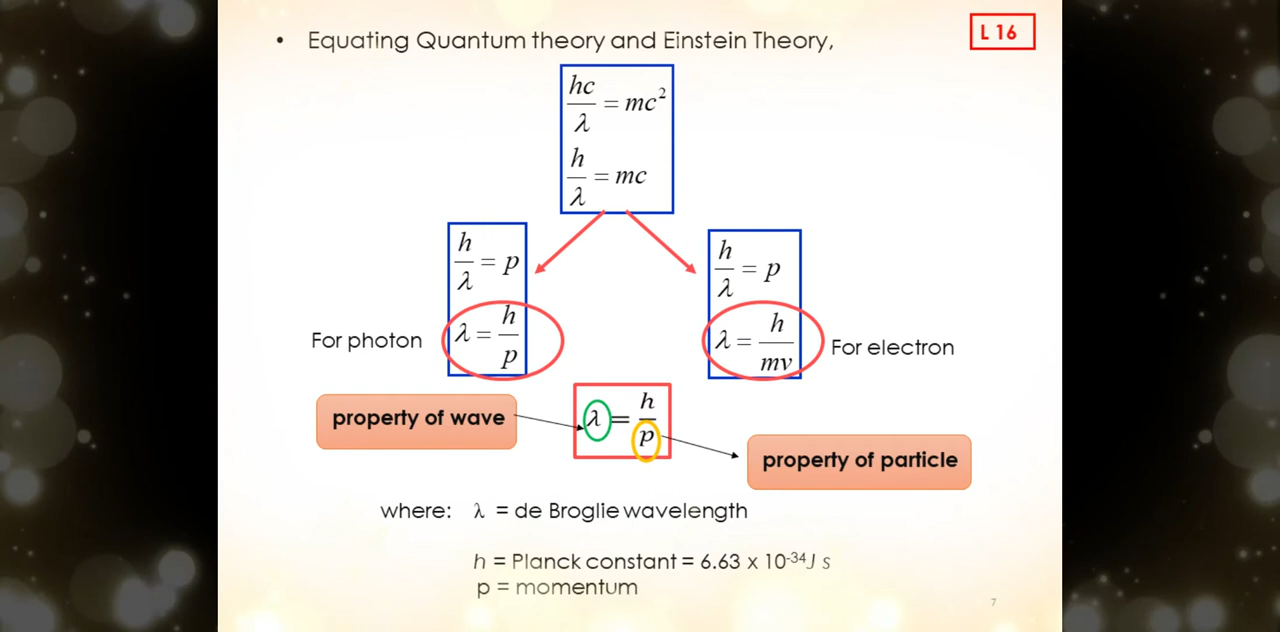 • Equating Quantum theory and Einstein Theory,
L 16
hc/λ = mc²
h/λ = mc
h/λ = p
λ = h/p
For photon
h/λ = p
λ = h/mv
For electron
property of wave
λ = h/p
property of particle
where: λ = de Broglie wavelength
h = Planck constant = 6.63 x 10⁻³⁴J s
p = momentum
7